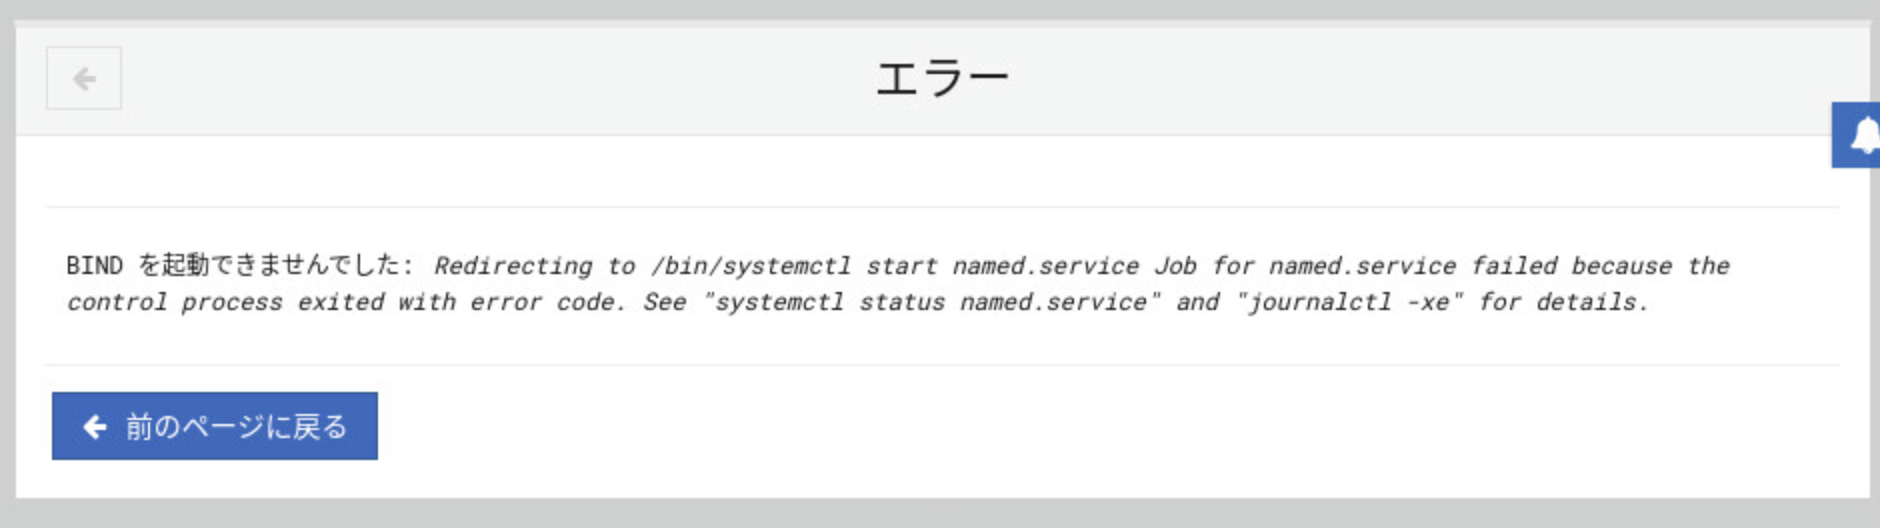 エラー
BIND を起動できませんでした: Redirecting to /bin/systemctl start named.service Job for named.service failed because the
control process exited with error code. See "systemctl status named.service" and "journalctl -xe" for details.
前のページに戻る